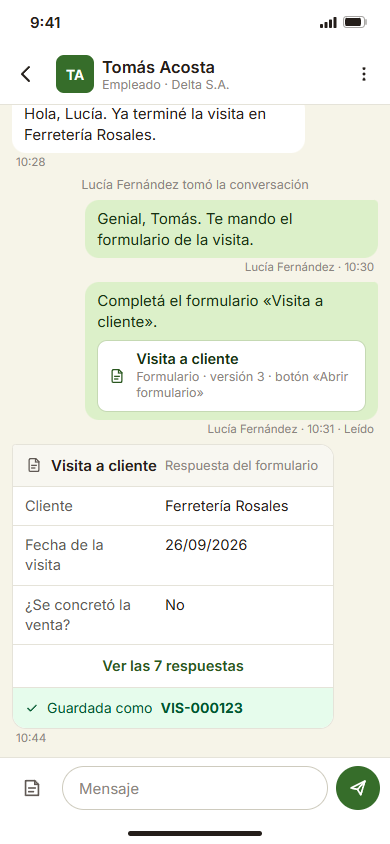 9:41
TA
Tomás Acosta
Empleado · Delta S.A.
Hola, Lucía. Ya terminé la visita en
Ferretería Rosales.
10:28
Lucía Fernández tomó la conversación
Genial, Tomás. Te mando el
formulario de la visita.
Lucía Fernández · 10:30
Completá el formulario «Visita a
cliente».
Visita a cliente
Formulario · versión 3 · botón «Abrir
formulario»
Lucía Fernández · 10:31 · Leído
Visita a cliente Respuesta del formulario
Cliente Ferretería Rosales
Fecha de la 26/09/2026
visita
¿Se concretó la No
venta?
Ver las 7 respuestas
Guardada como VIS-000123
10:44
Mensaje